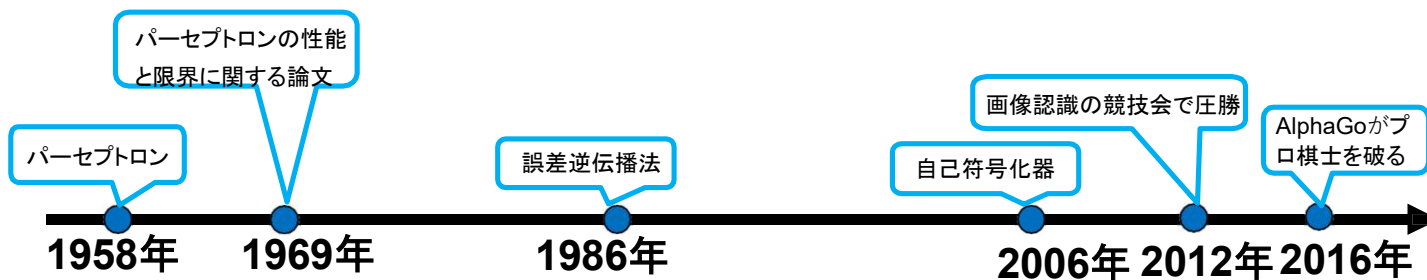 パーセプトロンの性能
と限界に関する論文
パーセプトロン
誤差逆伝播法
自己符号化器
画像認識の競技会で圧勝
AlphaGoがプ
ロ棋士を破る
1958年
1969年
1986年
2006年
2012年
2016年